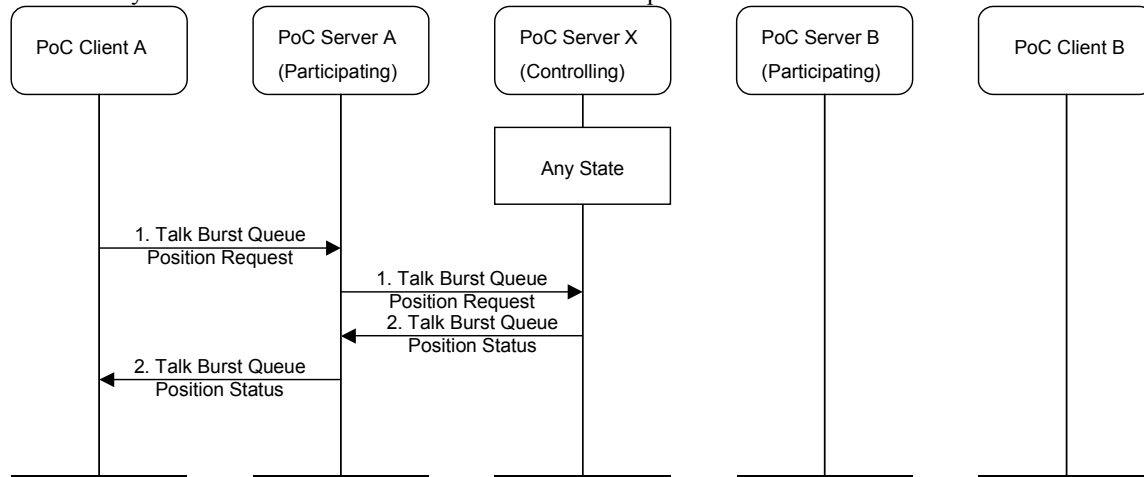 PoC Client A
PoC Server A
(Participating)
PoC Server X
(Controlling)
PoC Server B
(Participating)
PoC Client B
Any State
1. Talk Burst Queue
Position Request
1. Talk Burst Queue
Position Request
2. Talk Burst Queue
Position Status
2. Talk Burst Queue
Position Status